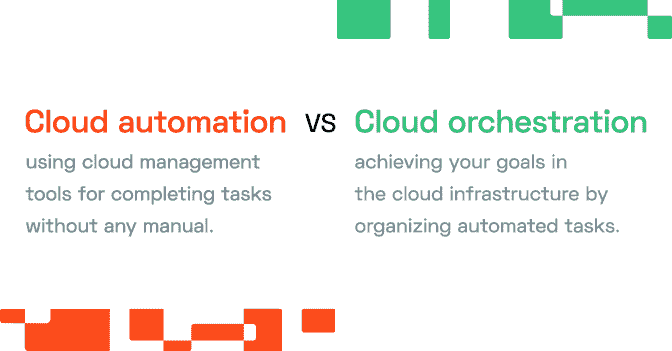 Cloud automation VS Cloud orchestration
using cloud management
tools for completing tasks
without any manual.
achieving your goals in
the cloud infrastructure by
organizing automated tasks.